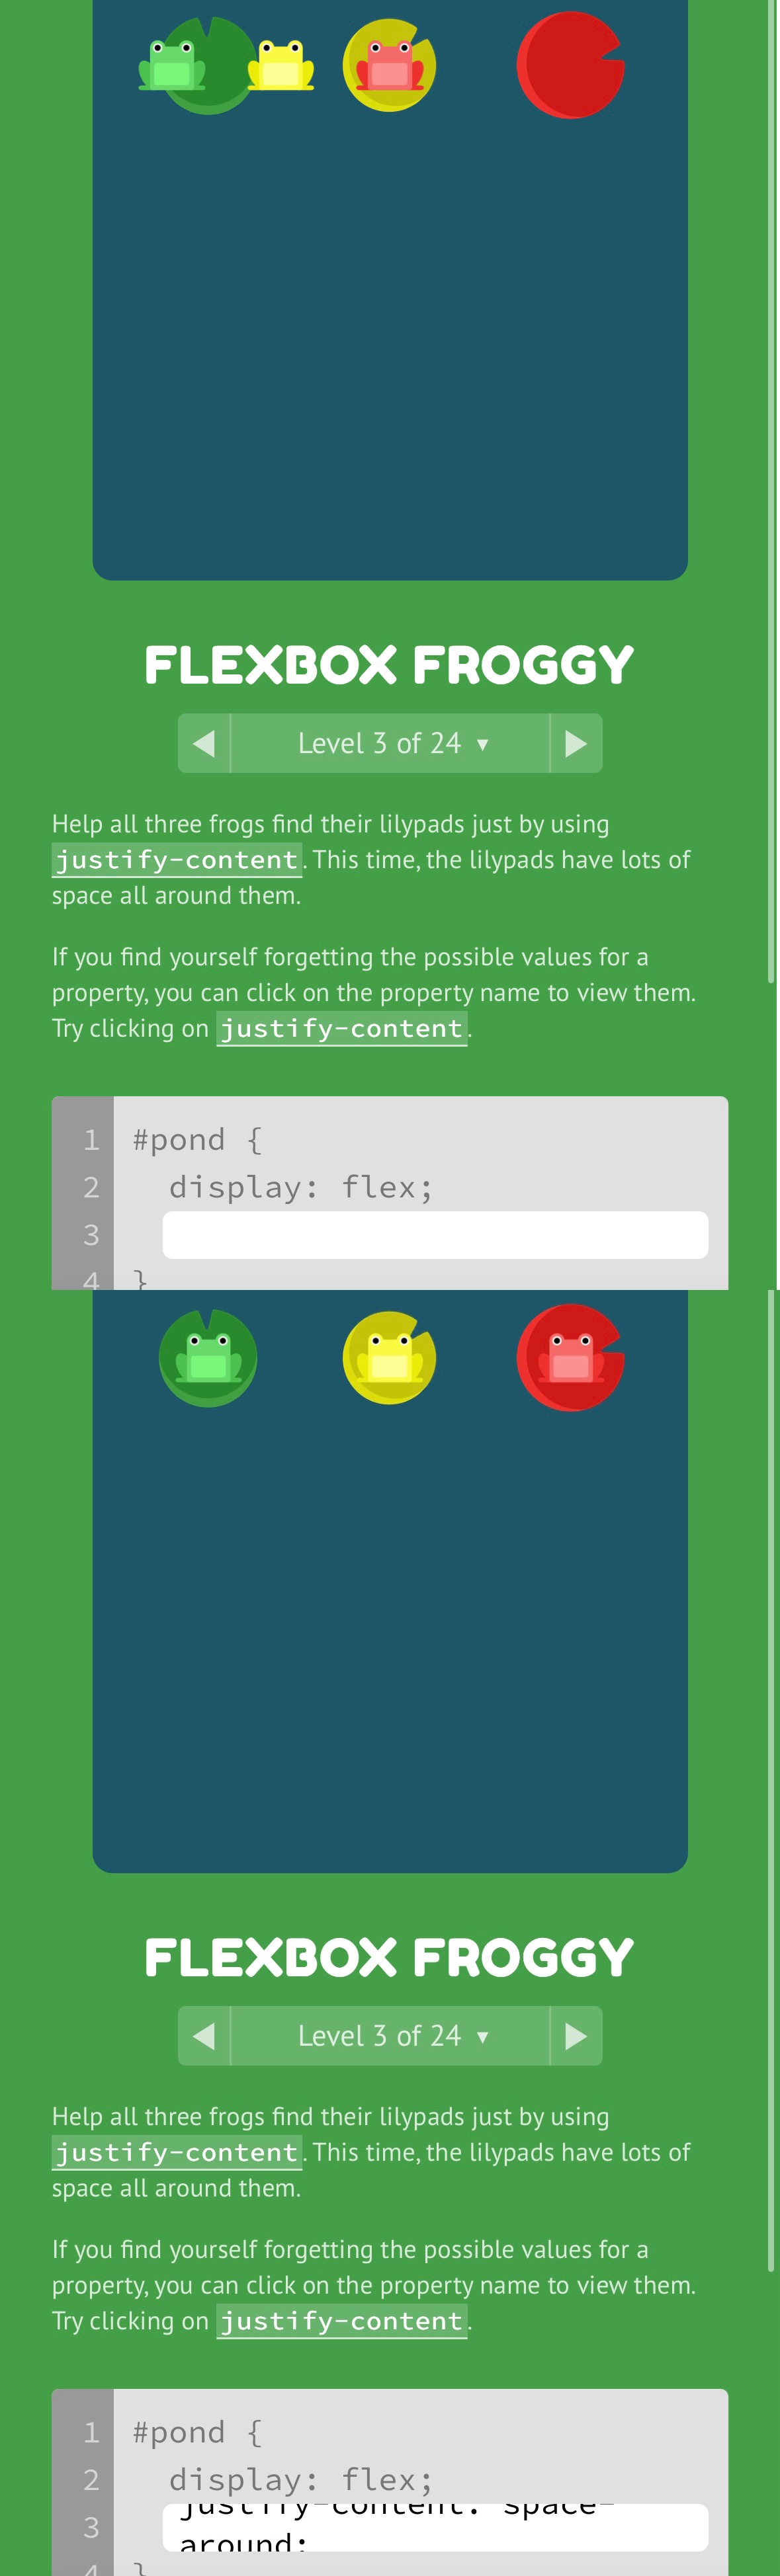 FLEXBOX FROGGY
Level 3 of 24 ▼
Help all three frogs find their lilypads just by using
justify-content. This time, the lilypads have lots of
space all around them.
If you find yourself forgetting the possible values for a
property, you can click on the property name to view them.
Try clicking on justify-content.
1 #pond {
2 display: flex;
3
4 }
FLEXBOX FROGGY
Level 3 of 24 ▼
Help all three frogs find their lilypads just by using
justify-content. This time, the lilypads have lots of
space all around them.
If you find yourself forgetting the possible values for a
property, you can click on the property name to view them.
Try clicking on justify-content.
1 #pond {
2 display: flex;
3 justify-content: space-
around;
4 }